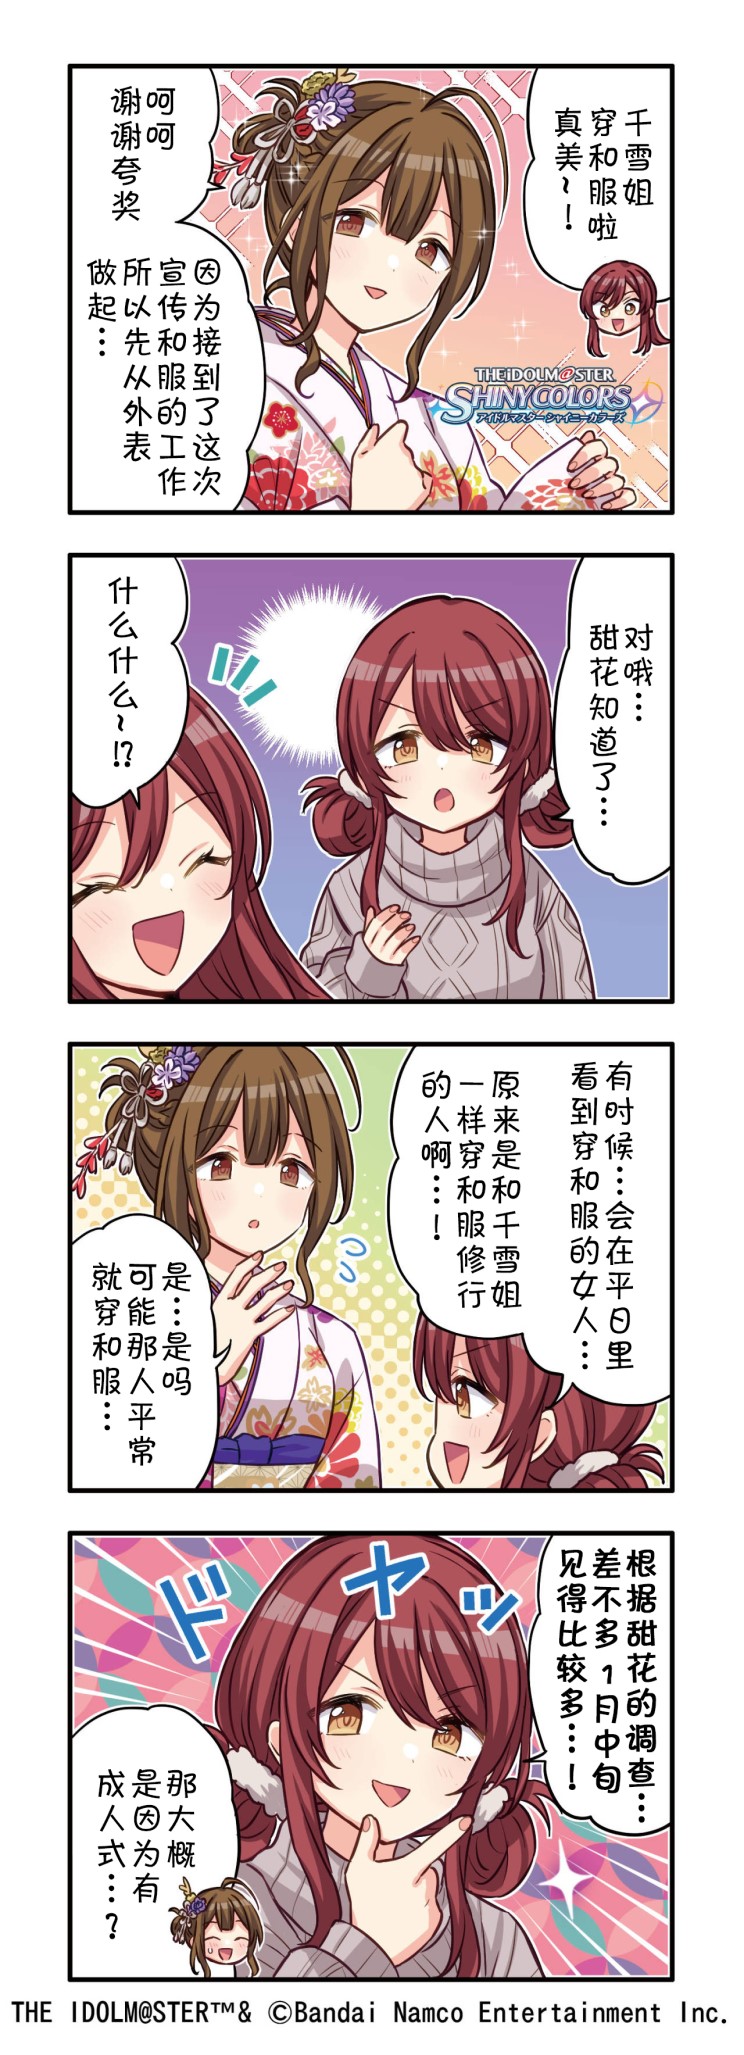 千雪姐
穿和服啦
真美~！
呵呵
谢谢夸奖
因为接到了这次
宣传和服的工作
所以先从外表
做起…
THE iDOLM@STER
SHINYCOLORS
アイドルマスター シャイニーカラーズ
对哦…
甜花知道了…
什么什么~!?
有时候…会在平日里
看到穿和服的女人…
原来是和千雪姐
一样穿和服修行
的人啊…！
是…是吗
可能那人平常
就穿和服…
ドヤッ
根据甜花的调查…
差不多1月中旬
见得比较多…！
那大概
是因为有
成人式…？
THE IDOLM@STER™& ©Bandai Namco Entertainment Inc.